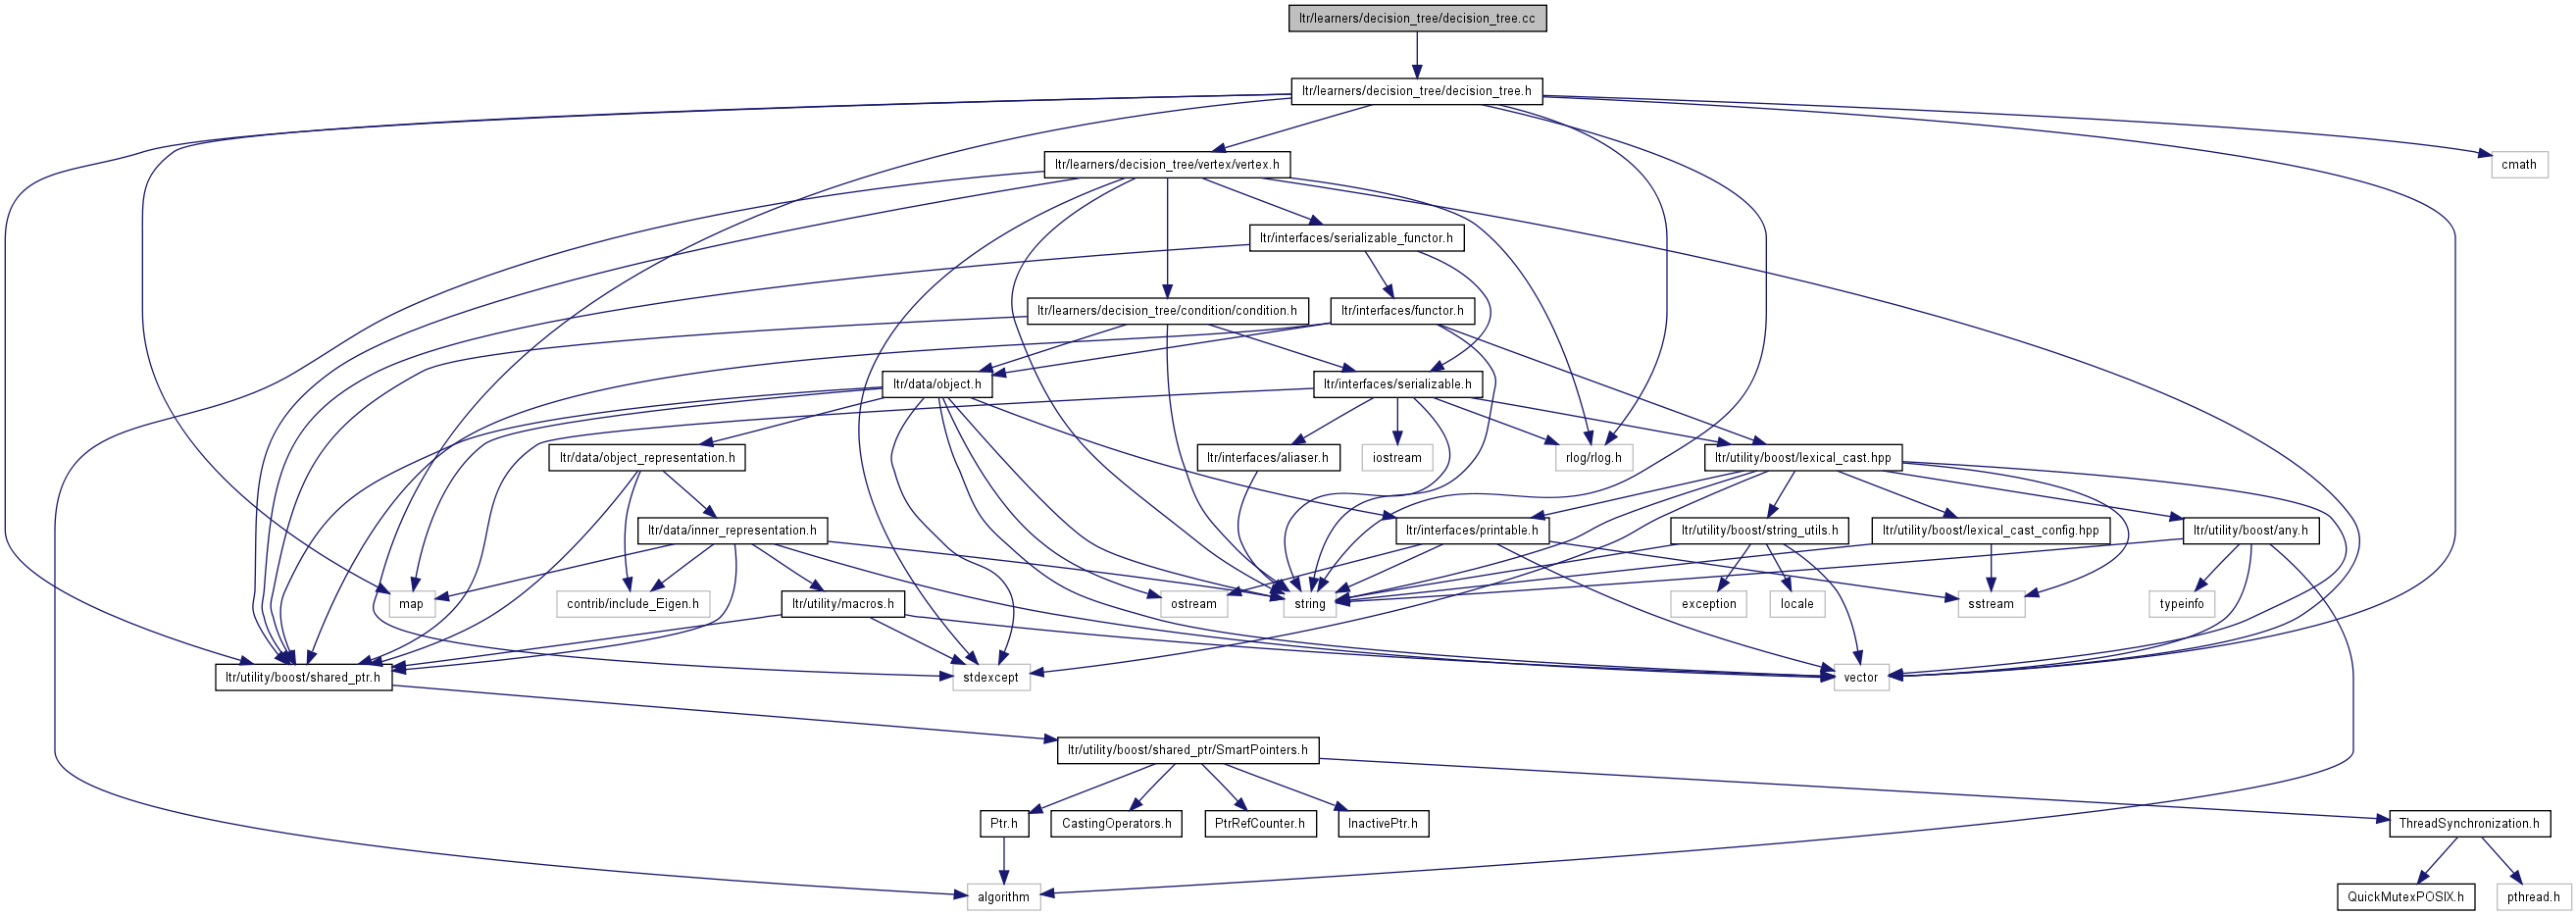 ltr/learners/decision_tree/decision_tree.cc
ltr/learners/decision_tree/decision_tree.h
ltr/learners/decision_tree/vertex/vertex.h
cmath
ltr/interfaces/serializable_functor.h
ltr/learners/decision_tree/condition/condition.h
ltr/interfaces/functor.h
ltr/data/object.h
ltr/interfaces/serializable.h
ltr/data/object_representation.h
ltr/interfaces/aliaser.h
iostream
rlog/rlog.h
ltr/utility/boost/lexical_cast.hpp
ltr/data/inner_representation.h
ltr/interfaces/printable.h
ltr/utility/boost/string_utils.h
ltr/utility/boost/lexical_cast_config.hpp
ltr/utility/boost/any.h
map
contrib/include_Eigen.h
ltr/utility/macros.h
ostream
string
exception
locale
sstream
typeinfo
ltr/utility/boost/shared_ptr.h
stdexcept
vector
ltr/utility/boost/shared_ptr/SmartPointers.h
Ptr.h
CastingOperators.h
PtrRefCounter.h
InactivePtr.h
ThreadSynchronization.h
algorithm
QuickMutexPOSIX.h
pthread.h